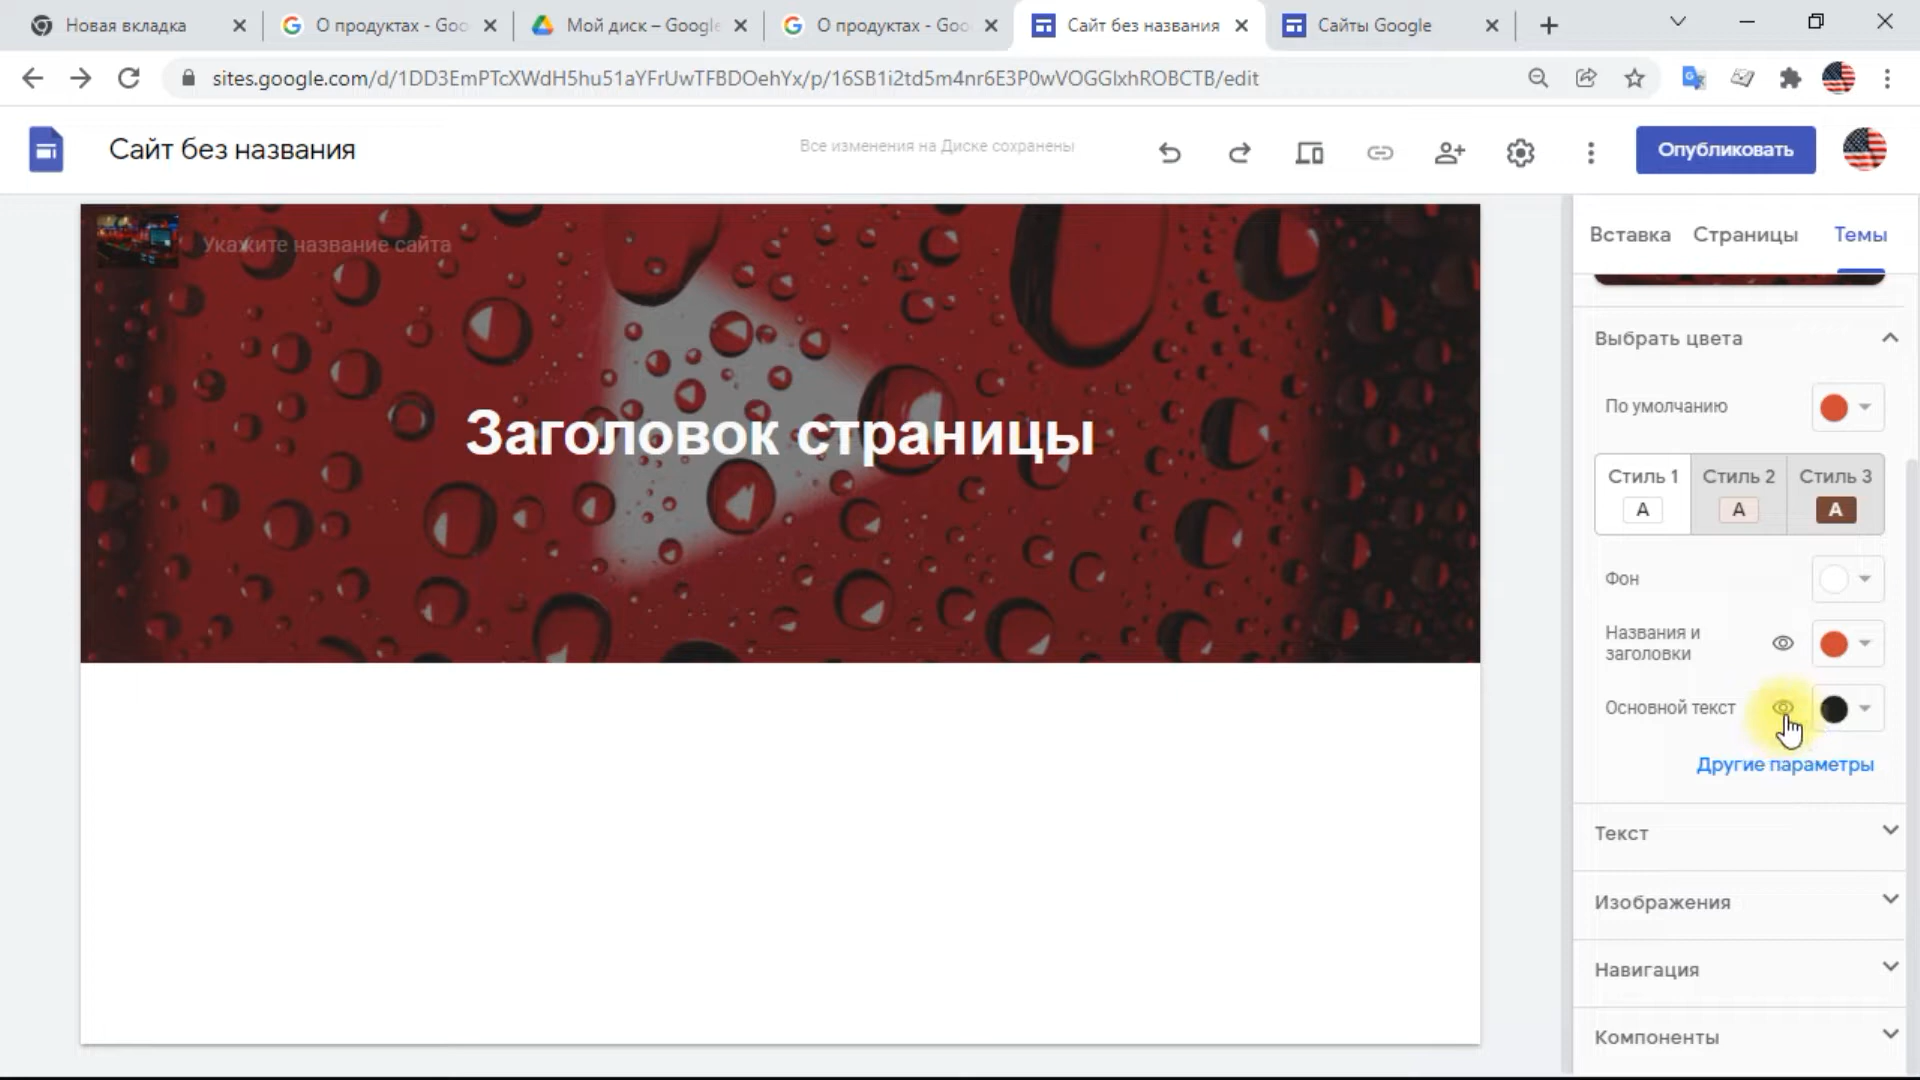 Новая вкладка
О продуктах - Goo
Мой диск – Google
О продуктах - Goo
Сайт без названия
Сайты Google
sites.google.com/d/1DD3EmPTcXWdH5hu51aYFrUwTFBDOehYx/p/16SB1i2td5m4nr6E3P0wVOGGlxhROBCTB/edit
Сайт без названия
Все изменения на Диске сохранены
Опубликовать
Укажите название сайта
Заголовок страницы
Вставка
Страницы
Темы
Выбрать цвета
По умолчанию
Стиль 1
Стиль 2
Стиль 3
A
A
A
Фон
Названия и
заголовки
Основной текст
Другие параметры
Текст
Изображения
Навигация
Компоненты